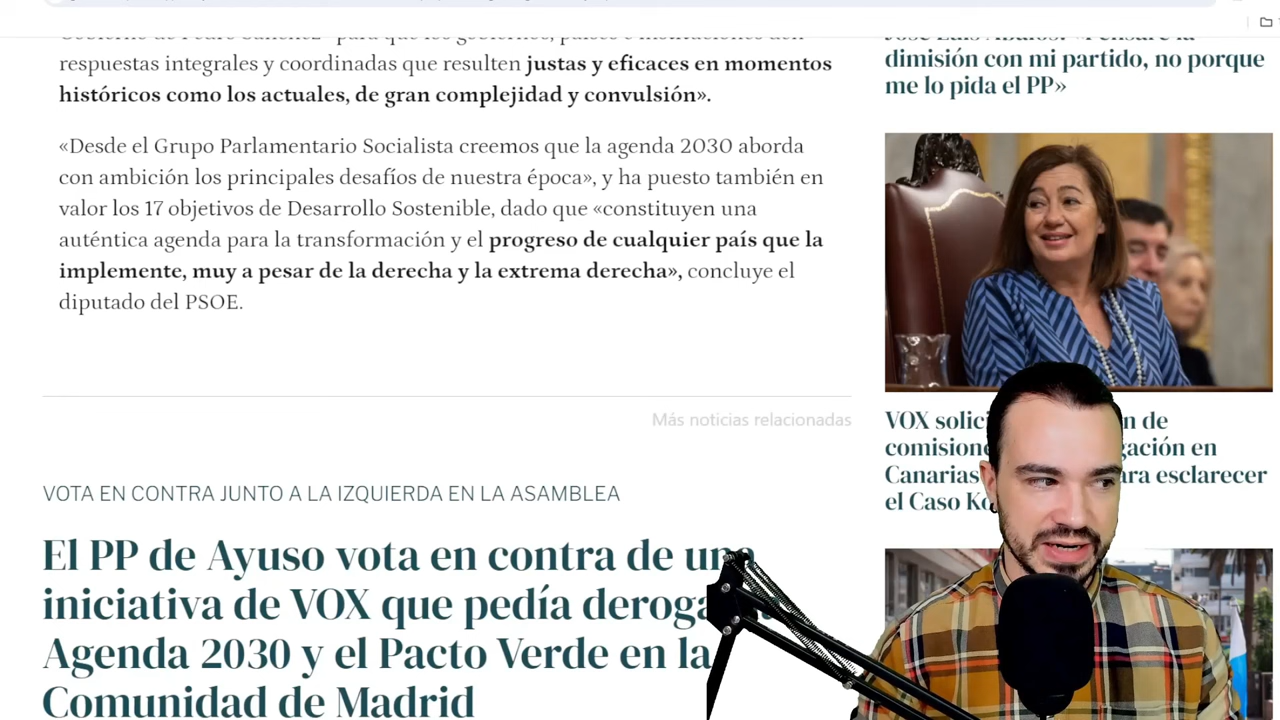 respuestas integrales y coordinadas que resulten justas y eficaces en momentos
históricos como los actuales, de gran complejidad y convulsión».
«Desde el Grupo Parlamentario Socialista creemos que la agenda 2030 aborda
con ambición los principales desafíos de nuestra época», y ha puesto también en
valor los 17 objetivos de Desarrollo Sostenible, dado que «constituyen una
auténtica agenda para la transformación y el progreso de cualquier país que la
implemente, muy a pesar de la derecha y la extrema derecha», concluye el
diputado del PSOE.
Más noticias relacionadas
VOTA EN CONTRA JUNTO A LA IZQUIERDA EN LA ASAMBLEA
El PP de Ayuso vota en contra de una
iniciativa de VOX que pedía
Agenda 2030 y el Pacto Verde en la
Comunidad de Madrid
dimisión con mi partido, no porque
me lo pida el PP»
VOX de
en
Canarias esclarecer
el Caso